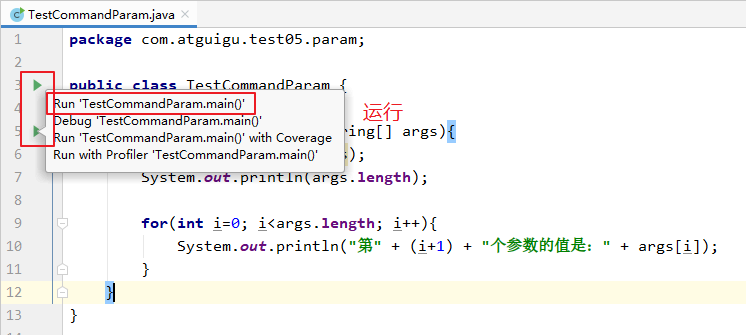 TestCommandParam.java
1 package com.atguigu.test05.param;
2
3 public class TestCommandParam {
4 Run 'TestCommandParam.main()'
Debug 'TestCommandParam.main()'
运行
5 Run 'TestCommandParam.main()' with Coverage ring[] args){
6 Run with Profiler 'TestCommandParam.main()' );
7 System.out.println(args.length);
8
9 for(int i=0; i<args.length; i++){
10 System.out.println("第" + (i+1) + "个参数的值是：" + args[i]);
11 }
12 }
13 }